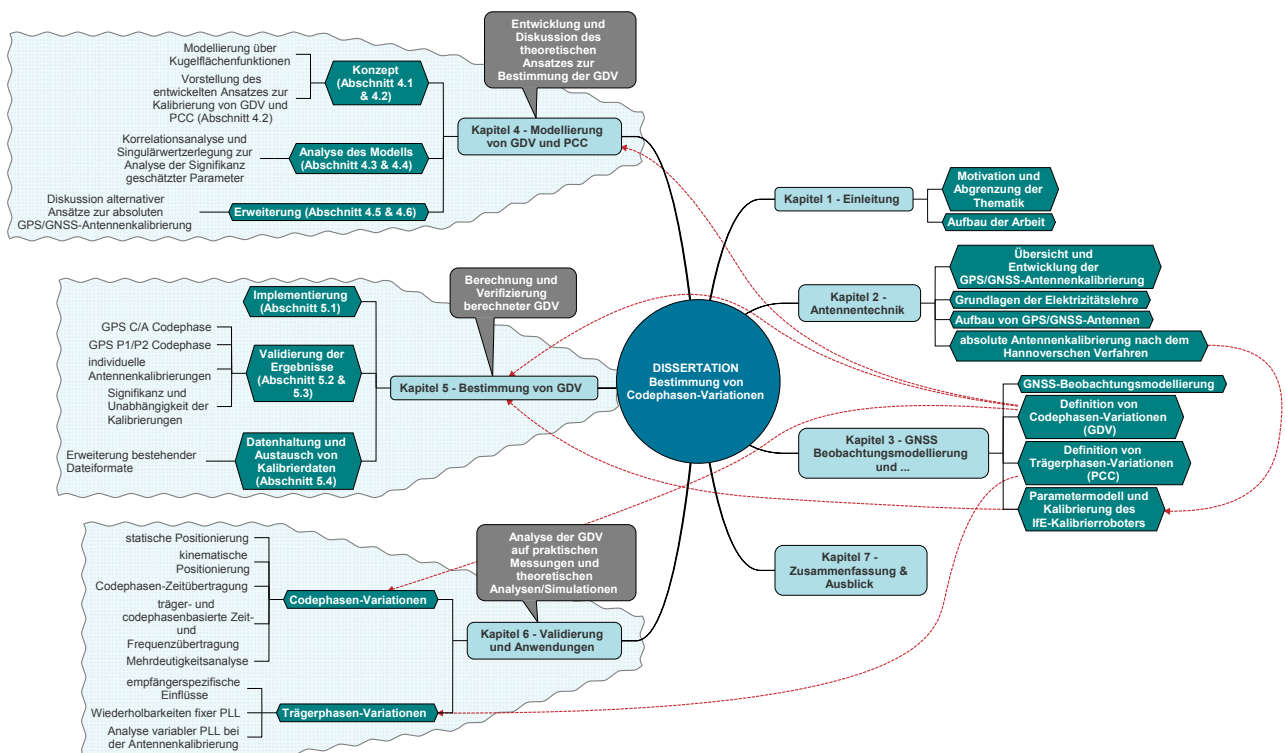 DISSERTATION
Bestimmung von
Codephasen-Variationen
Kapitel 1 - Einleitung
Motivation und
Abgrenzung der
Thematik
Aufbau der Arbeit
Kapitel 2 -
Antennentechnik
Übersicht und
Entwicklung der
GPS/GNSS-Antennenkalibrierung
Grundlagen der Elektrizitätslehre
Aufbau von GPS/GNSS-Antennen
absolute Antennenkalibrierung nach dem
Hannoverschen Verfahren
Kapitel 3 - GNSS
Beobachtungsmodellierung
und ...
GNSS-Beobachtungsmodellierung
Definition von
Codephasen-Variationen
(GDV)
Definition von
Trägerphasen-Variationen
(PCC)
Parametermodell und
Kalibrierung des
IfE-Kalibrierroboters
Kapitel 7 -
Zusammenfassung &
Ausblick
Entwicklung und
Diskussion des
theoretischen
Ansatzes zur
Bestimmung der GDV
Kapitel 4 - Modellierung
von GDV und PCC
Konzept
(Abschnitt 4.1
& 4.2)
Modellierung über
Kugelflächenfunktionen
Vorstellung des
entwickelten Ansatzes zur
Kalibrierung von GDV und
PCC (Abschnitt 4.2)
Analyse des Modells
(Abschnitt 4.3 & 4.4)
Korrelationsanalyse und
Singulärwertzerlegung zur
Analyse der Signifikanz
geschätzter Parameter
Erweiterung (Abschnitt 4.5 & 4.6)
Diskussion alternativer
Ansätze zur absoluten
GPS/GNSS-Antennenkalibrierung
Berechnung und
Verifizierung
berechneter GDV
Kapitel 5 - Bestimmung von GDV
Implementierung
(Abschnitt 5.1)
Validierung der
Ergebnisse
(Abschnitt 5.2 &
5.3)
GPS C/A Codephase
GPS P1/P2 Codephase
individuelle
Antennenkalibrierungen
Signifikanz und
Unabhängigkeit der
Kalibrierungen
Datenhaltung und
Austausch von
Kalibrierdaten
(Abschnitt 5.4)
Erweiterung bestehender
Dateiformate
Analyse der GDV
auf praktischen
Messungen und
theoretischen
Analysen/Simulationen
Kapitel 6 - Validierung
und Anwendungen
Codephasen-Variationen
statische Positionierung
kinematische
Positionierung
Codephasen-Zeitübertragung
träger- und
codephasenbasierte Zeit-
und
Frequenzübertragung
Mehrdeutigkeitsanalyse
Trägerphasen-Variationen
empfängerspezifische
Einflüsse
Wiederholbarkeiten fixer PLL
Analyse variabler PLL bei
der Antennenkalibrierung